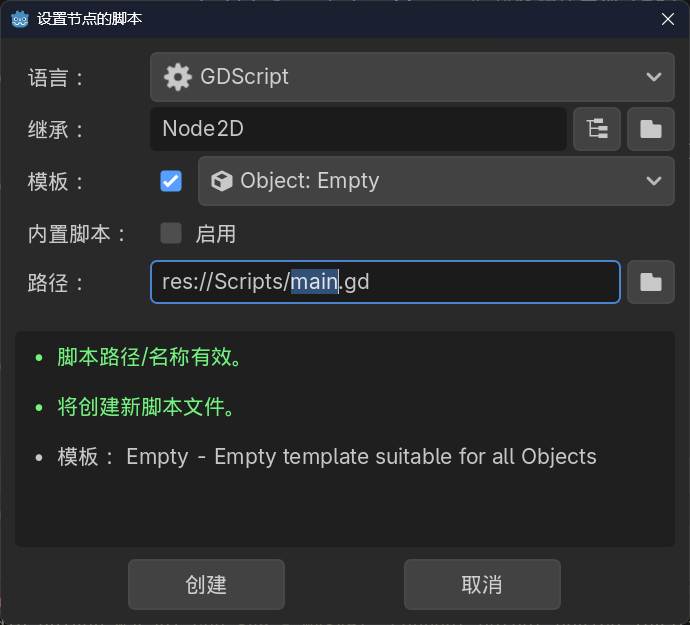 设置节点的脚本
语言：
GDScript
继承：
Node2D
模板：
Object: Empty
内置脚本：
启用
路径：
res://Scripts/main.gd
• 脚本路径/名称有效。
• 将创建新脚本文件。
• 模板：Empty - Empty template suitable for all Objects
创建
取消